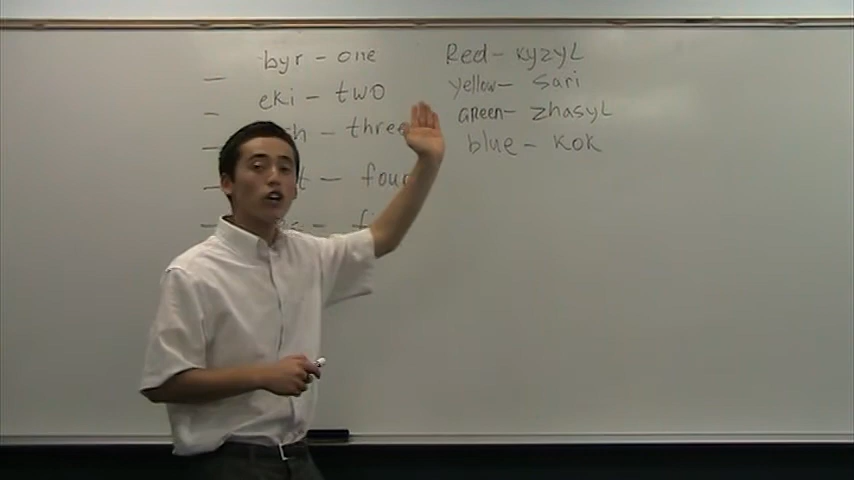 byr - one
eki - two
three
four
Red - kyzyl
yellow - sari
green - zhasyl
blue - kok